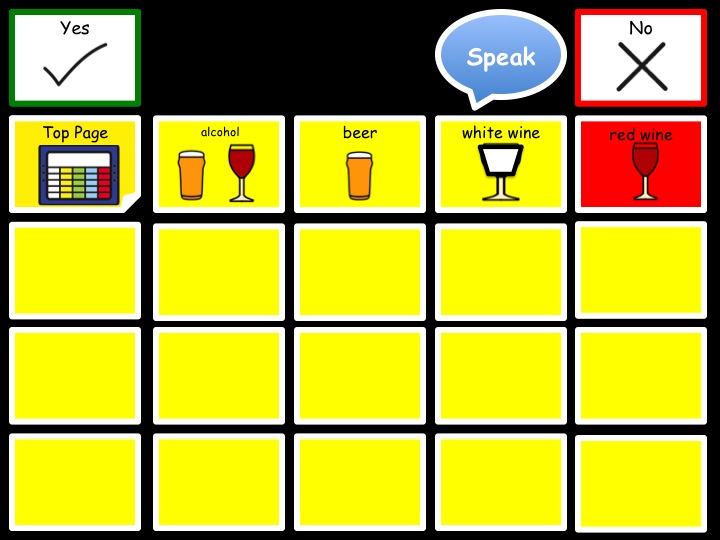 Yes
Speak
No
Top Page
alcohol
beer
white wine
red wine